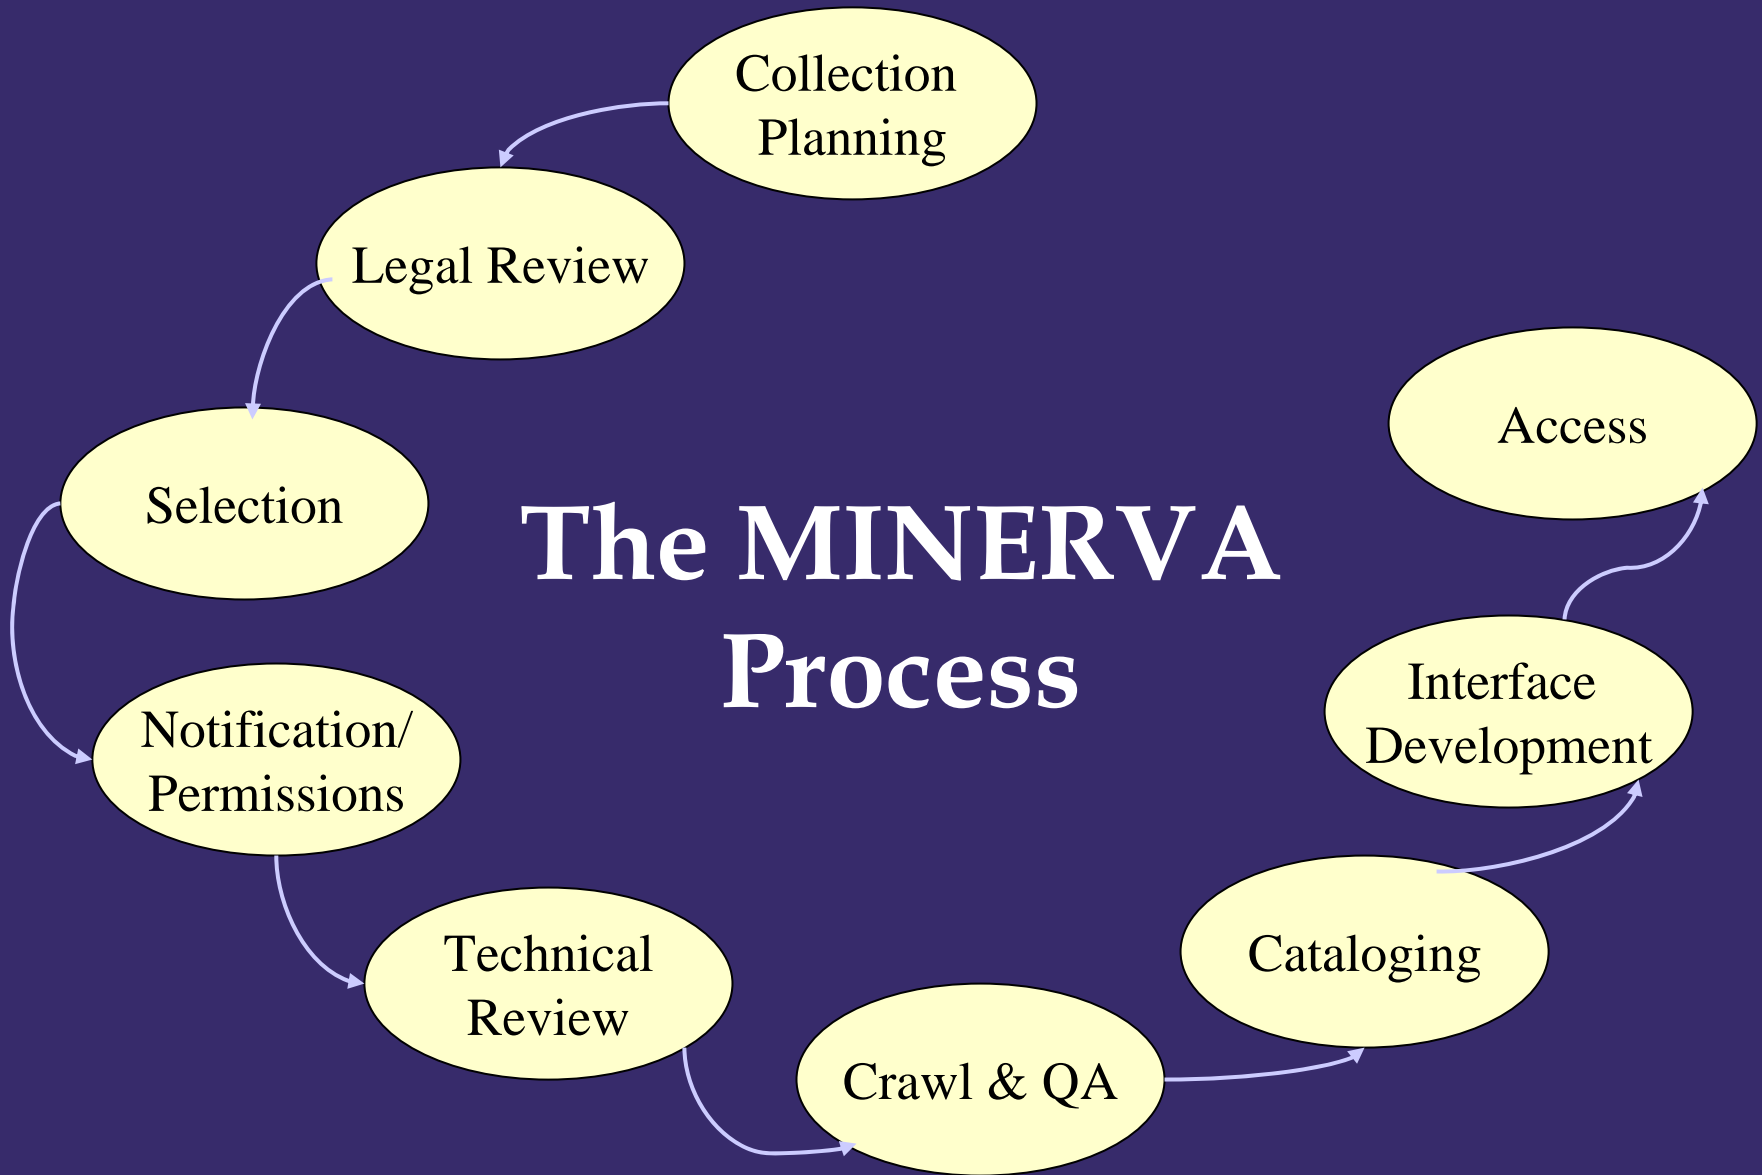 Collection
Planning
Legal Review
Selection
Notification/
Permissions
Technical
Review
Crawl & QA
Cataloging
Interface
Development
Access
The MINERVA
Process